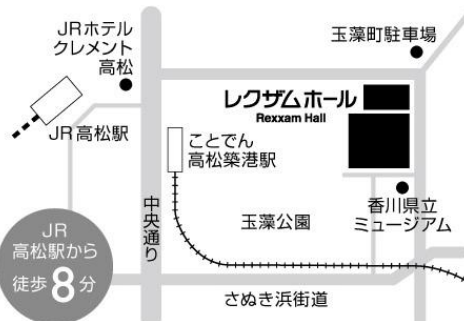 JRホテル
クレメント
高松
玉藻町駐車場
レクザムホール
Rexxam Hall
JR高松駅
ことでん
高松築港駅
中央通り
玉藻公園
香川県立
ミュージアム
JR
高松駅から
徒歩8分
さぬき浜街道